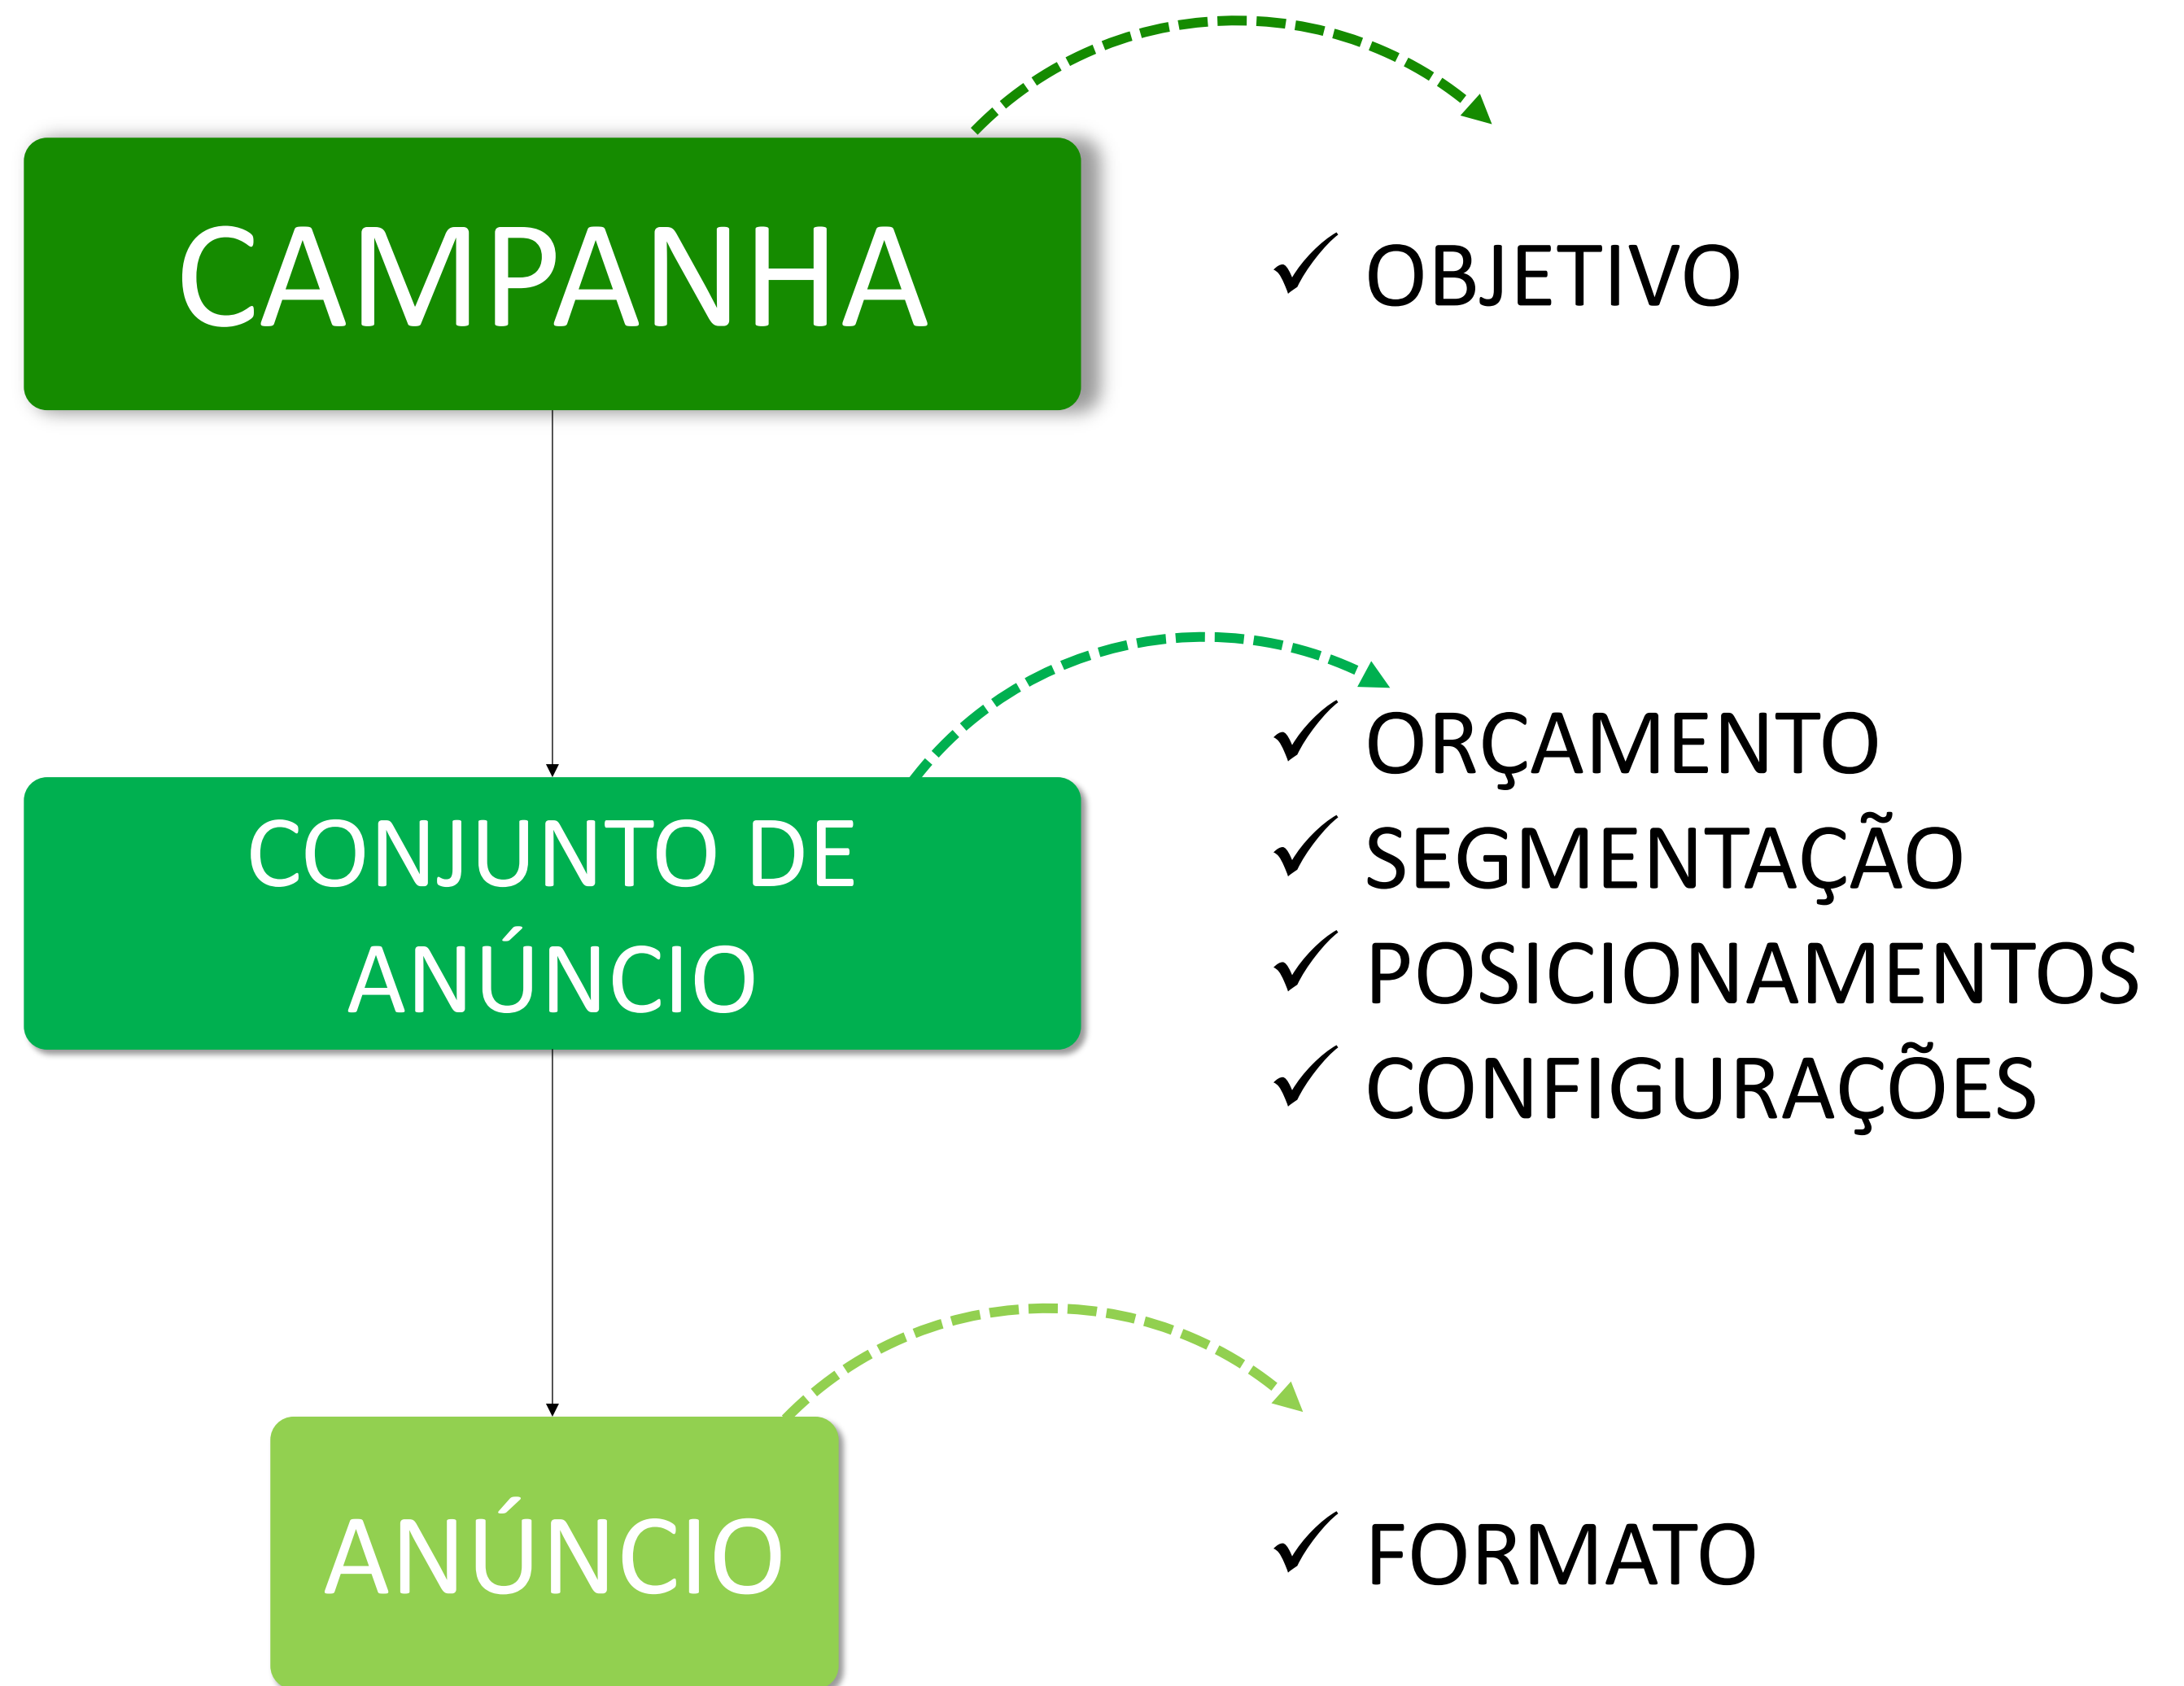 CAMPANHA
✓ OBJETIVO
CONJUNTO DE
ANÚNCIO
✓ ORÇAMENTO
✓ SEGMENTAÇÃO
✓ POSICIONAMENTOS
✓ CONFIGURAÇÕES
ANÚNCIO
✓ FORMATO